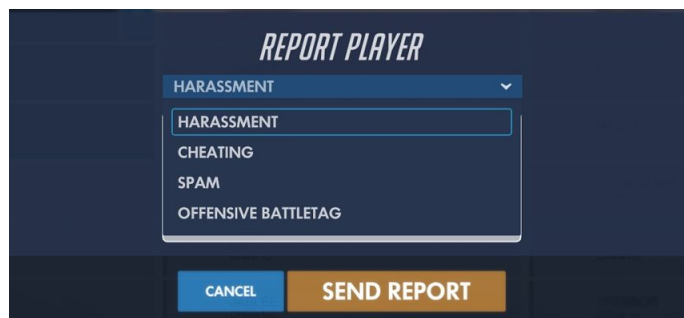 REPORT PLAYER
HARASSMENT
HARASSMENT
CHEATING
SPAM
OFFENSIVE BATTLETAG
CANCEL
SEND REPORT